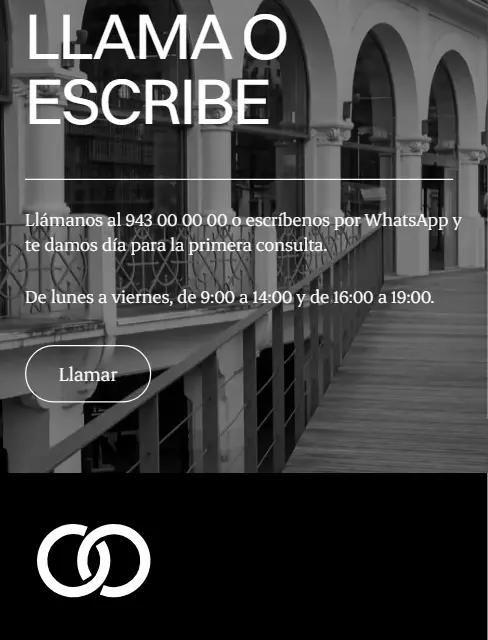 LLAMA O
ESCRIBE
Llámanos al 943 00 00 00 o escríbenos por WhatsApp y
te damos día para la primera consulta.
De lunes a viernes, de 9:00 a 14:00 y de 16:00 a 19:00.
Llamar